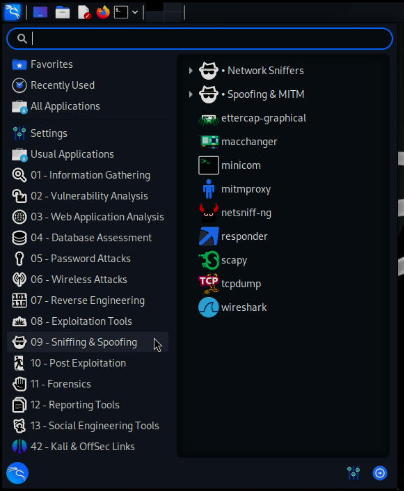 Favorites
Recently Used
All Applications
Settings
Usual Applications
01 - Information Gathering
02 - Vulnerability Analysis
03 - Web Application Analysis
04 - Database Assessment
05 - Password Attacks
06 - Wireless Attacks
07 - Reverse Engineering
08 - Exploitation Tools
09 - Sniffing & Spoofing
10 - Post Exploitation
11 - Forensics
12 - Reporting Tools
13 - Social Engineering Tools
42 - Kali & OffSec Links
• Network Sniffers
• Spoofing & MITM
ettercap-graphical
macchanger
minicom
mitmproxy
netsniff-ng
responder
scapy
TCP
tcpdump
wireshark